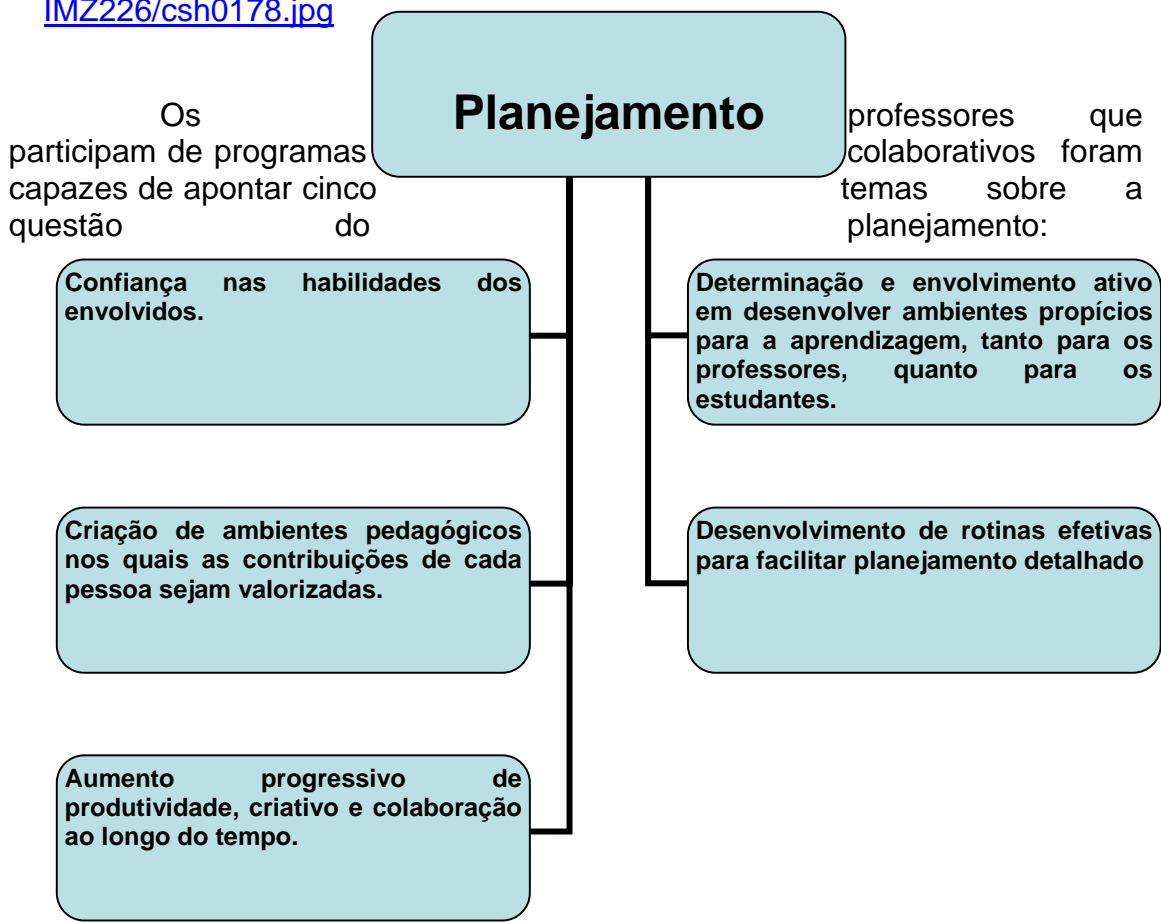 IMZ226/csh0178.jpg
Planejamento
Os professores que
participam de programas colaborativos foram
capazes de apontar cinco temas sobre a
questão do planejamento:
Confiança nas habilidades dos
envolvidos.
Determinação e envolvimento ativo
em desenvolver ambientes propícios
para a aprendizagem, tanto para os
professores, quanto para os
estudantes.
Criação de ambientes pedagógicos
nos quais as contribuições de cada
pessoa sejam valorizadas.
Desenvolvimento de rotinas efetivas
para facilitar planejamento detalhado
Aumento progressivo de
produtividade, criativo e colaboração
ao longo do tempo.